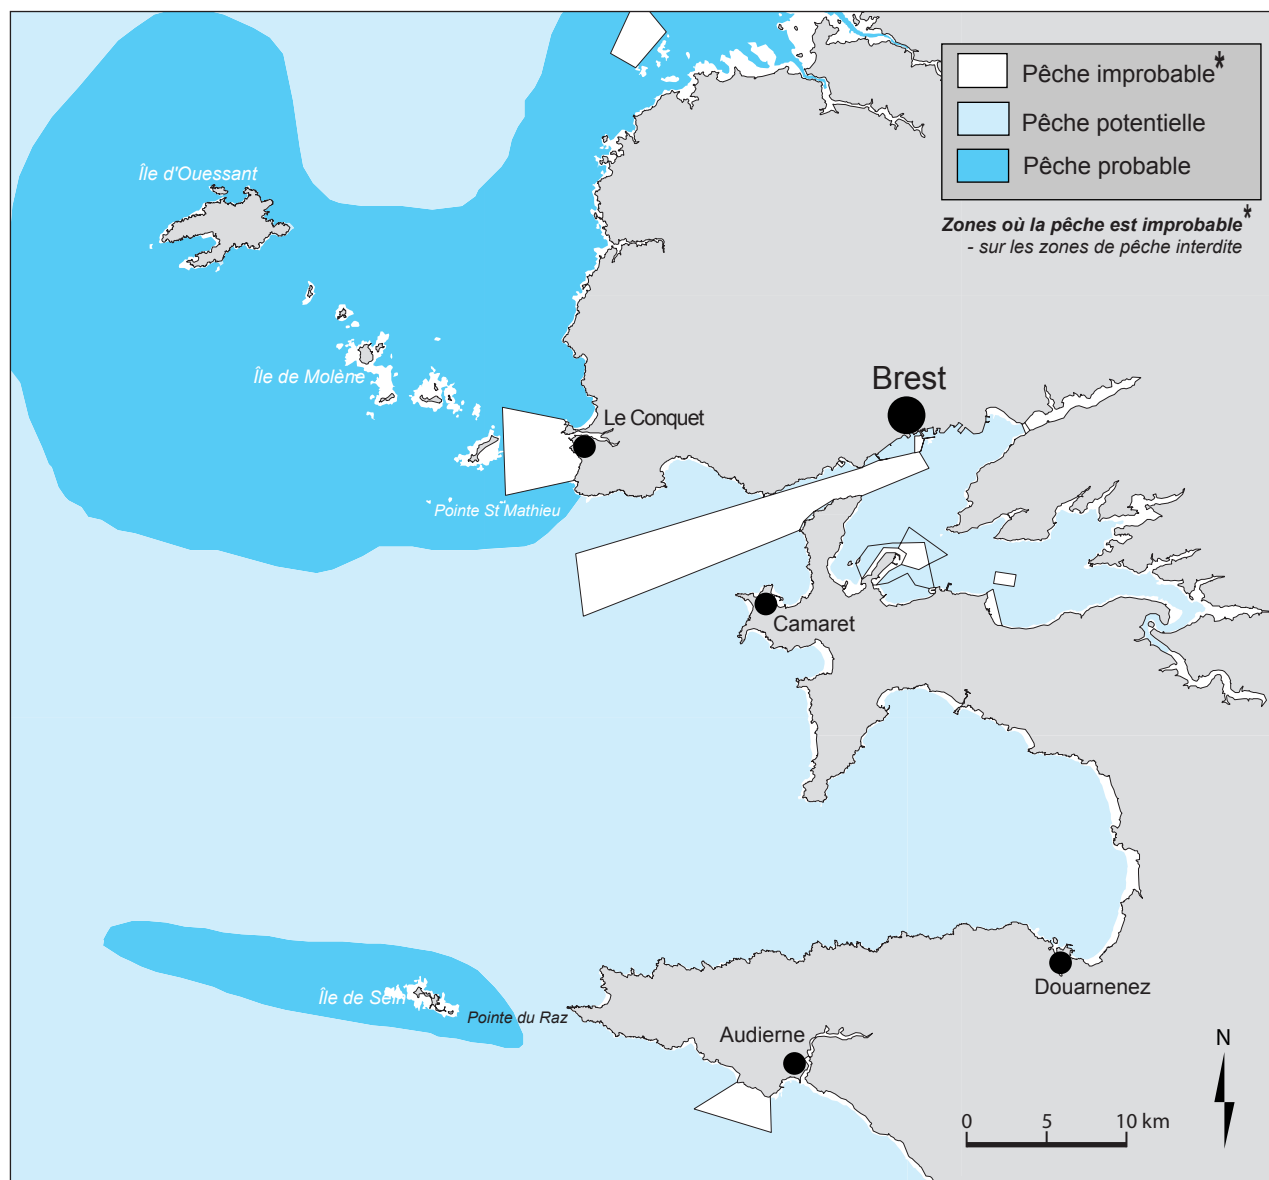 Pêche improbable*
Pêche potentielle
Pêche probable
Zones où la pêche est improbable*
- sur les zones de pêche interdite
Île d'Ouessant
Île de Molène
Brest
Le Conquet
Pointe St Mathieu
Camaret
Île de Sein
Pointe du Raz
Douarnenez
Audierne
N
0 5 10 km